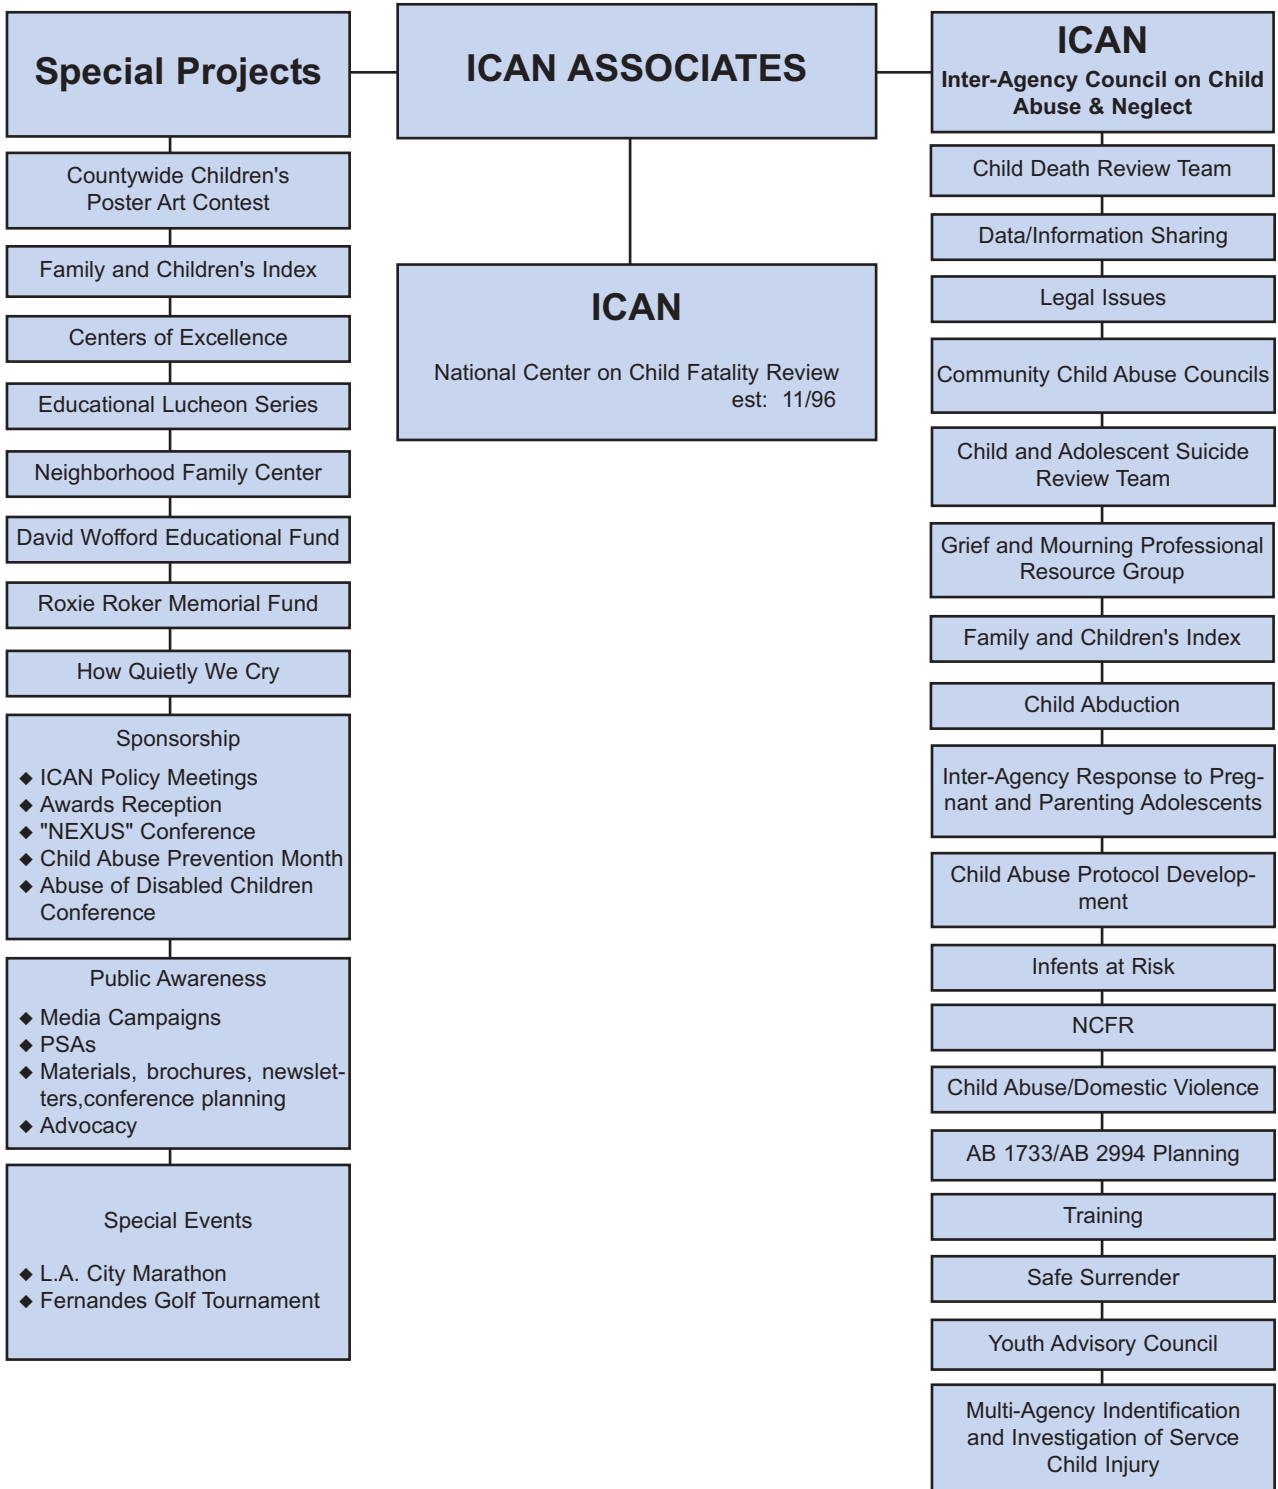 Special Projects
Countywide Children's
Poster Art Contest
Family and Children's Index
Centers of Excellence
Educational Lucheon Series
Neighborhood Family Center
David Wofford Educational Fund
Roxie Roker Memorial Fund
How Quietly We Cry
Sponsorship
◆ ICAN Policy Meetings
◆ Awards Reception
◆ "NEXUS" Conference
◆ Child Abuse Prevention Month
◆ Abuse of Disabled Children
Conference
Public Awareness
◆ Media Campaigns
◆ PSAs
◆ Materials, brochures, newslet-
ters,conference planning
◆ Advocacy
Special Events
◆ L.A. City Marathon
◆ Fernandes Golf Tournament
ICAN ASSOCIATES
ICAN
National Center on Child Fatality Review
est: 11/96
ICAN
Inter-Agency Council on Child
Abuse & Neglect
Child Death Review Team
Data/Information Sharing
Legal Issues
Community Child Abuse Councils
Child and Adolescent Suicide
Review Team
Grief and Mourning Professional
Resource Group
Family and Children's Index
Child Abduction
Inter-Agency Response to Preg-
nant and Parenting Adolescents
Child Abuse Protocol Develop-
ment
Infents at Risk
NCFR
Child Abuse/Domestic Violence
AB 1733/AB 2994 Planning
Training
Safe Surrender
Youth Advisory Council
Multi-Agency Indentification
and Investigation of Servce
Child Injury